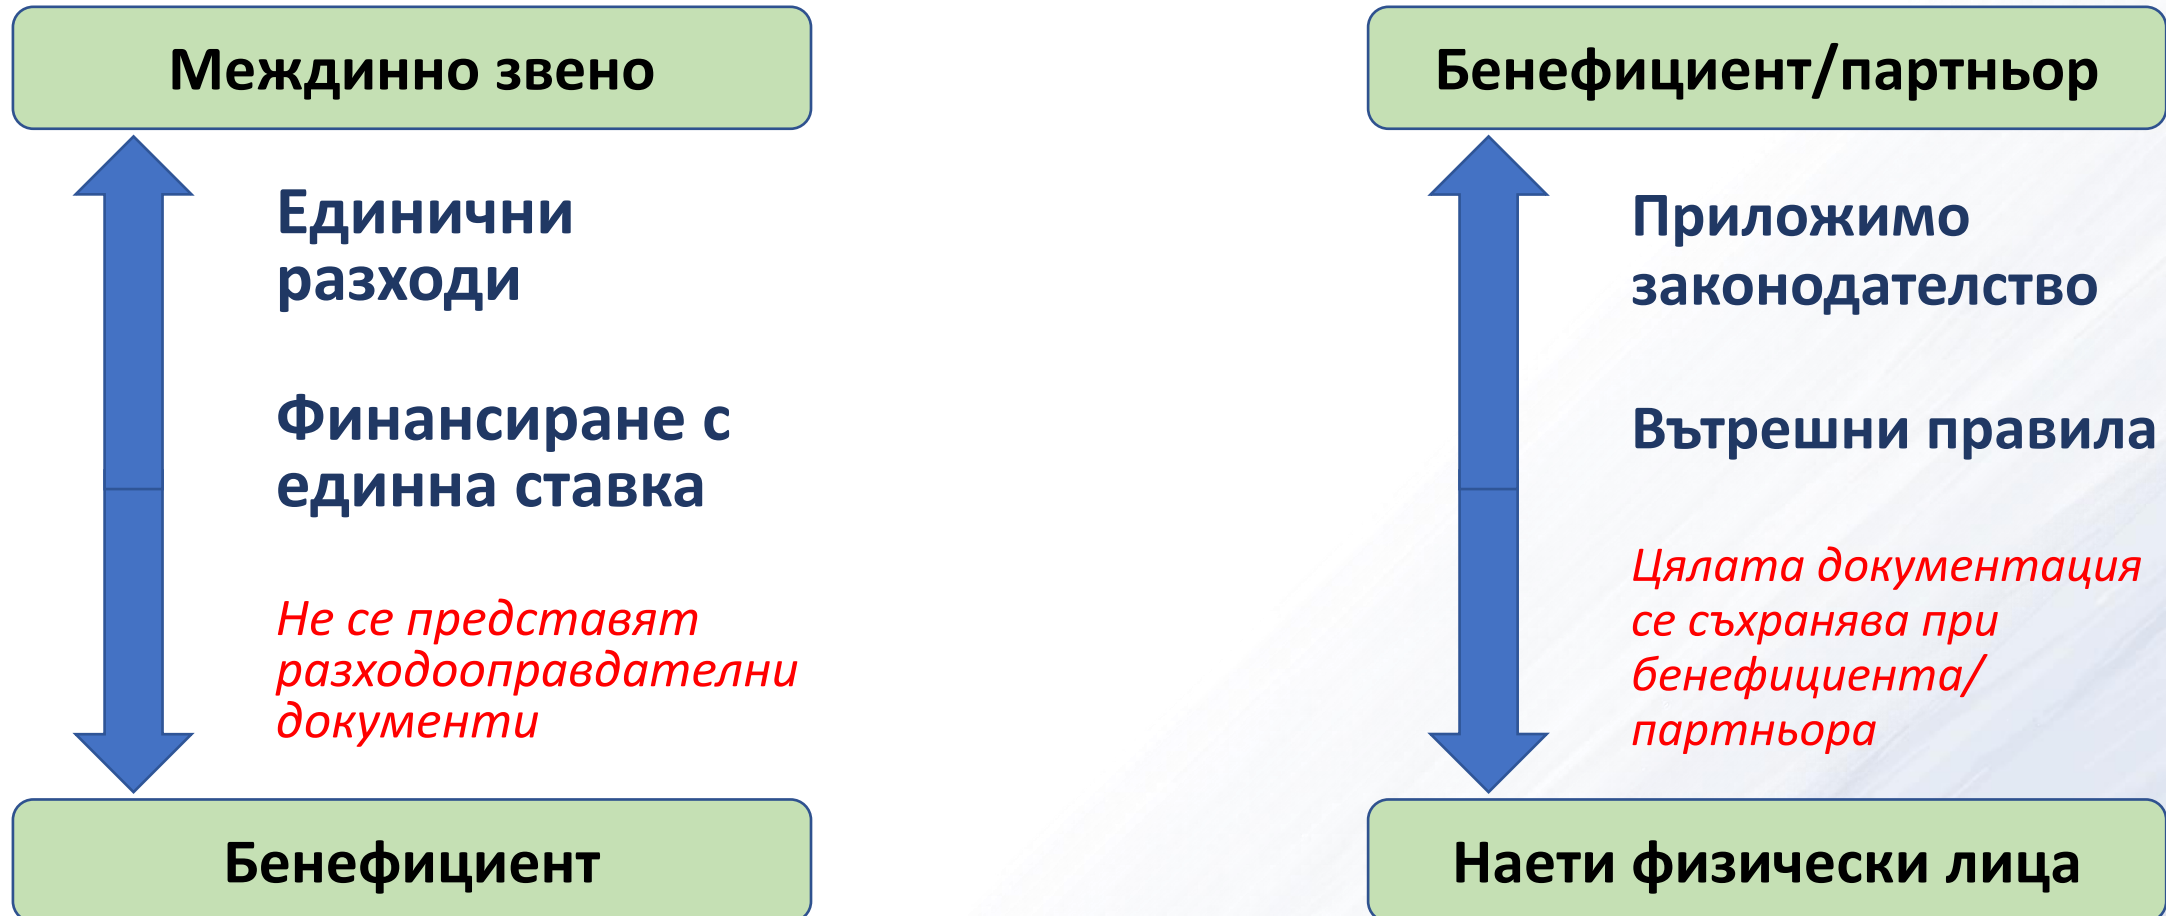 Междинно звено
Единични
разходи
Финансиране с
единна ставка
Не се представят
разходооправдателни
документи
Бенефициент
Бенефициент/партньор
Приложимо
законодателство
Вътрешни правила
Цялата документация
се съхранява при
бенефициента/
партньора
Наети физически лица